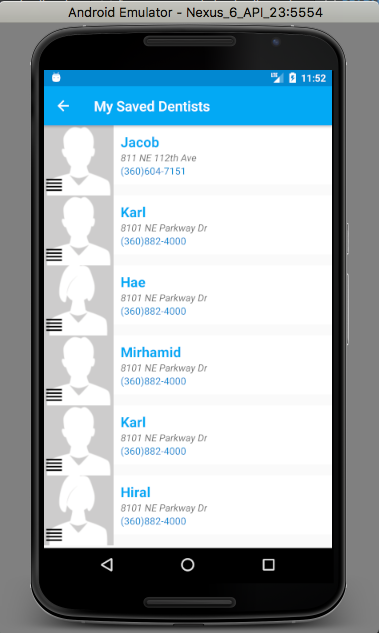 Android Emulator - Nexus_6_API_23:5554
11:52
My Saved Dentists
Jacob
811 NE 112th Ave
(360)604-7151
Karl
8101 NE Parkway Dr
(360)882-4000
Hae
8101 NE Parkway Dr
(360)882-4000
Mirhamid
8101 NE Parkway Dr
(360)882-4000
Karl
8101 NE Parkway Dr
(360)882-4000
Hiral
8101 NE Parkway Dr
(360)882-4000